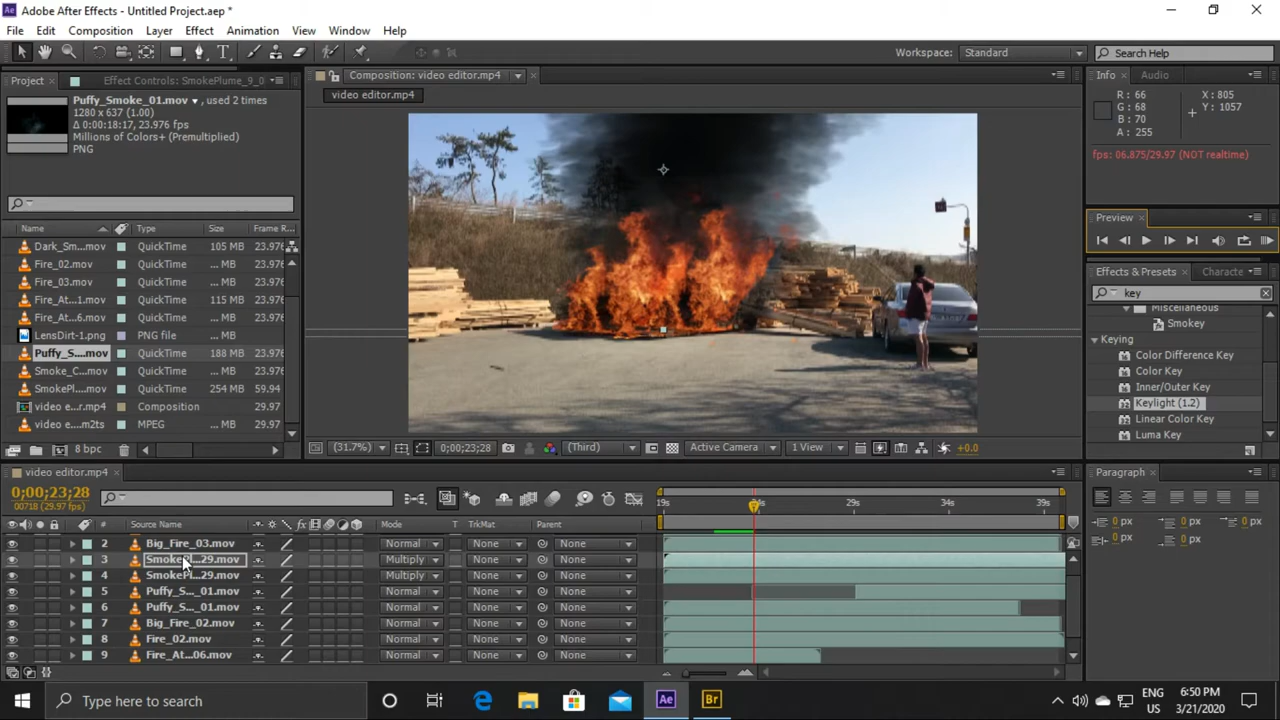 Adobe After Effects - Untitled Project.aep *
File Edit Composition Layer Effect Animation View Window Help
Workspace: Standard Search Help
Project Effect Controls: SmokePlume_9_0
Composition: video editor.mp4
Info Audio
video editor.mp4
Puffy_Smoke_01.mov , used 2 times
1280 x 637 (1.00)
Δ 0:00:18:17, 23.976 fps
Millions of Colors+ (Premultiplied)
PNG
R : 66 X : 805
G : 68 Y : 1057
B : 70
A : 255
fps: 06.875/29.97 (NOT realtime)
Preview
Name Type Size Frame R...
Dark_Sm...mov QuickTime 105 MB 23.976
Fire_02.mov QuickTime ... MB 23.976
Fire_03.mov QuickTime ... MB 23.976
Fire_At...1.mov QuickTime 115 MB 23.976
Fire_At...6.mov QuickTime ... MB 23.976
LensDirt-1.png PNG file ... MB
Puffy_S....mov QuickTime 188 MB 23.976
Smoke_C...mov QuickTime ... MB 23.976
SmokePl...mov QuickTime 254 MB 59.94
video e...r.mp4 Composition 29.97
video e....m2ts MPEG ... MB 29.97
8 bpc
Effects & Presets Characte
key
Miscellaneous
Smokey
Keying
Color Difference Key
Color Key
Inner/Outer Key
Keylight (1.2)
Linear Color Key
Luma Key
(31.7%) 0;00;23;28 (Third) Active Camera 1 View +0.0
video editor.mp4
0;00;23;28
00718 (29.97 fps)
19s 24s 29s 34s 39s
# Source Name Mode T TrkMat Parent
2 Big_Fire_03.mov Normal None None
3 SmokePl...29.mov Multiply None None
4 SmokePl...29.mov Multiply None None
5 Puffy_S..._01.mov Normal None None
6 Puffy_S..._01.mov Normal None None
7 Big_Fire_02.mov Normal None None
8 Fire_02.mov Normal None None
9 Fire_At...06.mov Normal None None
Paragraph
0 px 0 px 0 px
0 px 0 px
Type here to search
Ae Br
ENG
US
6:50 PM
3/21/2020